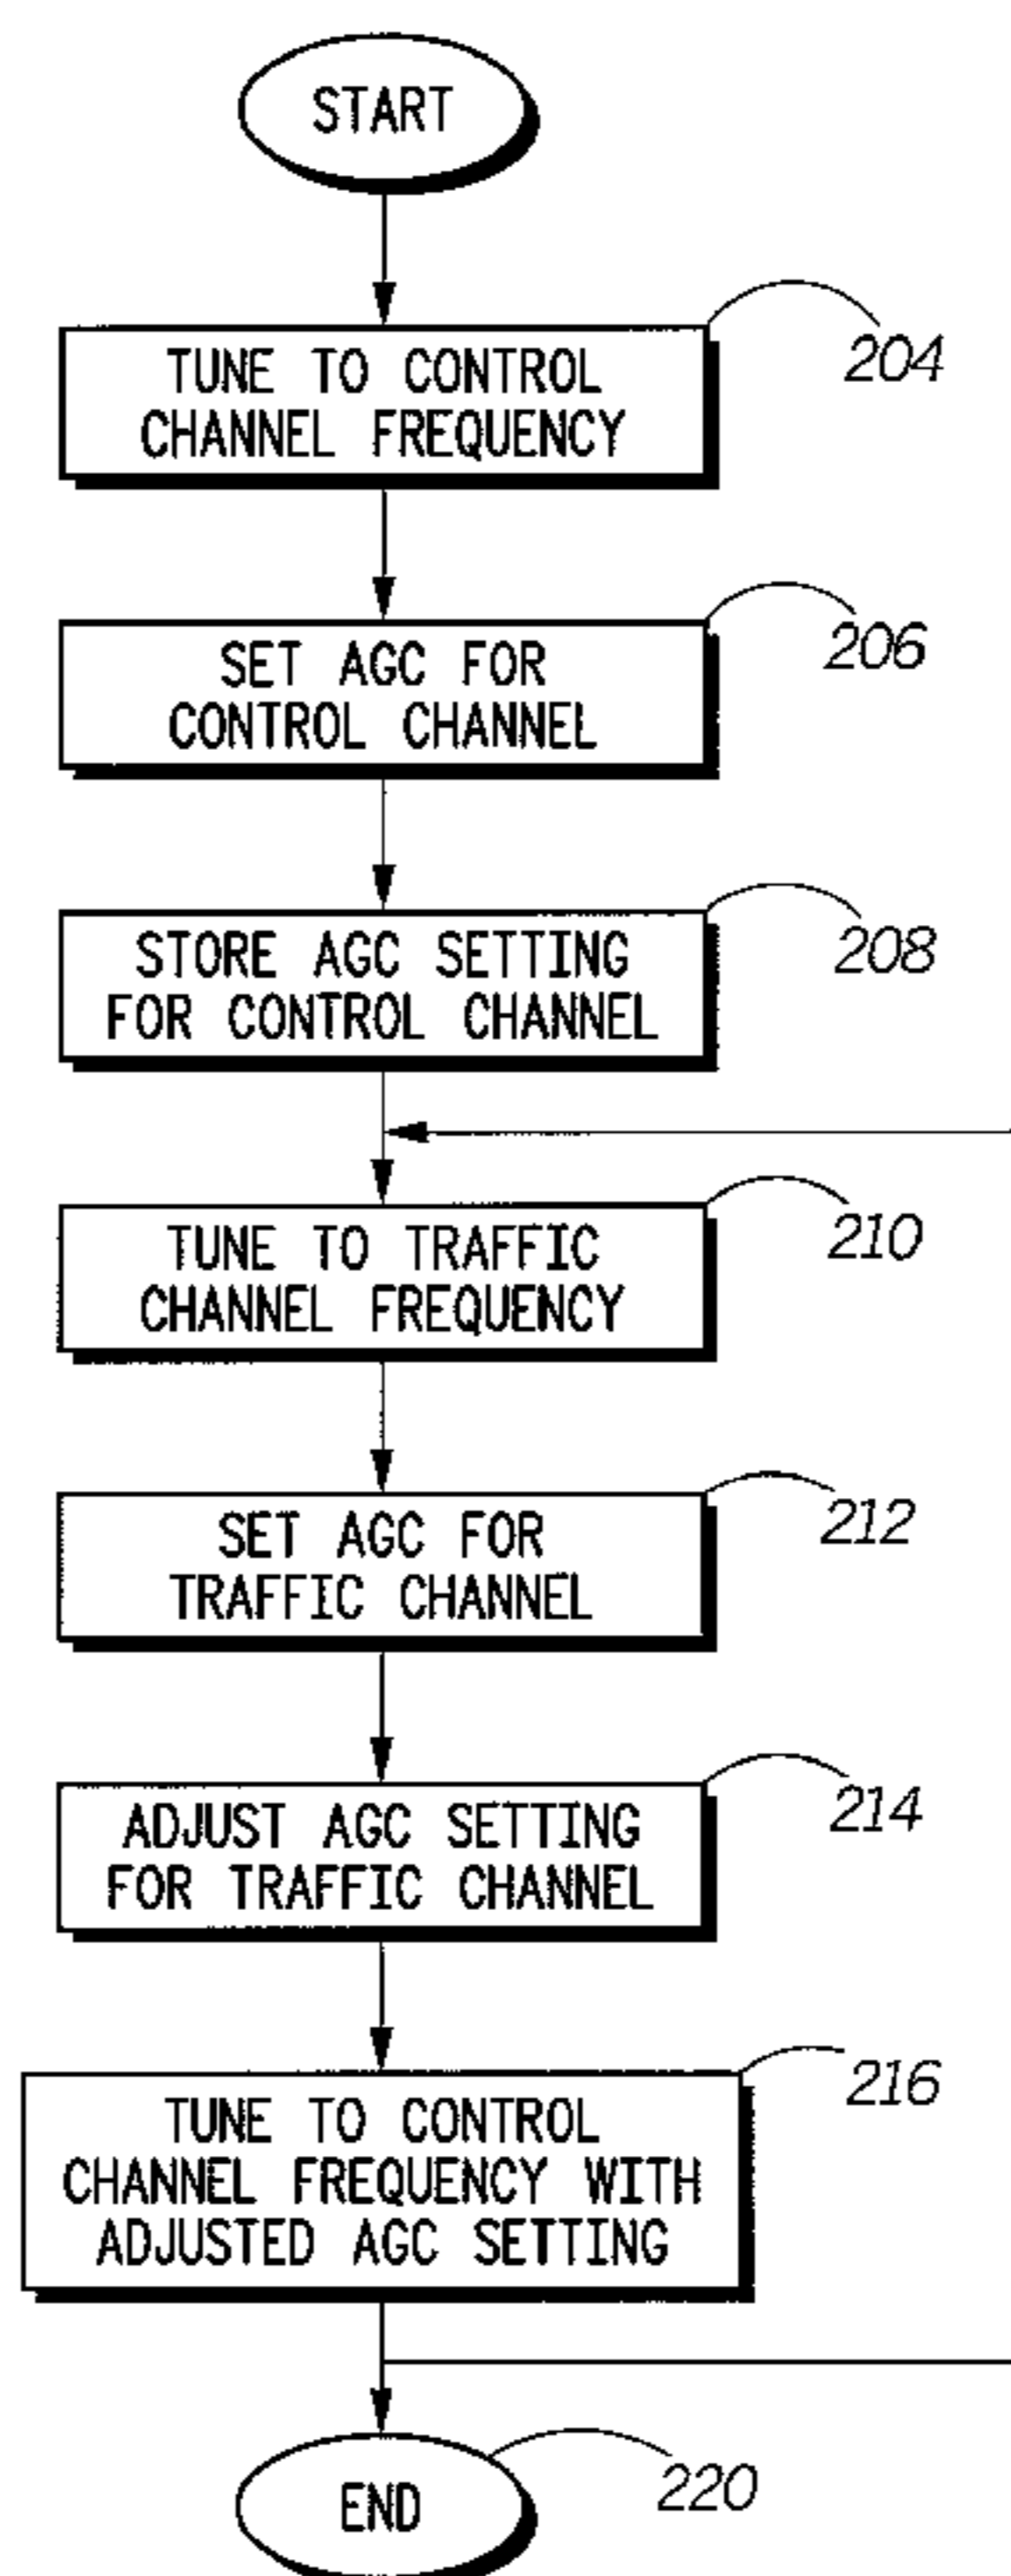 START
204
TUNE TO CONTROL
CHANNEL FREQUENCY
206
SET AGC FOR
CONTROL CHANNEL
208
STORE AGC SETTING
FOR CONTROL CHANNEL
210
TUNE TO TRAFFIC
CHANNEL FREQUENCY
212
SET AGC FOR
TRAFFIC CHANNEL
214
ADJUST AGC SETTING
FOR TRAFFIC CHANNEL
216
TUNE TO CONTROL
CHANNEL FREQUENCY WITH
ADJUSTED AGC SETTING
220
END